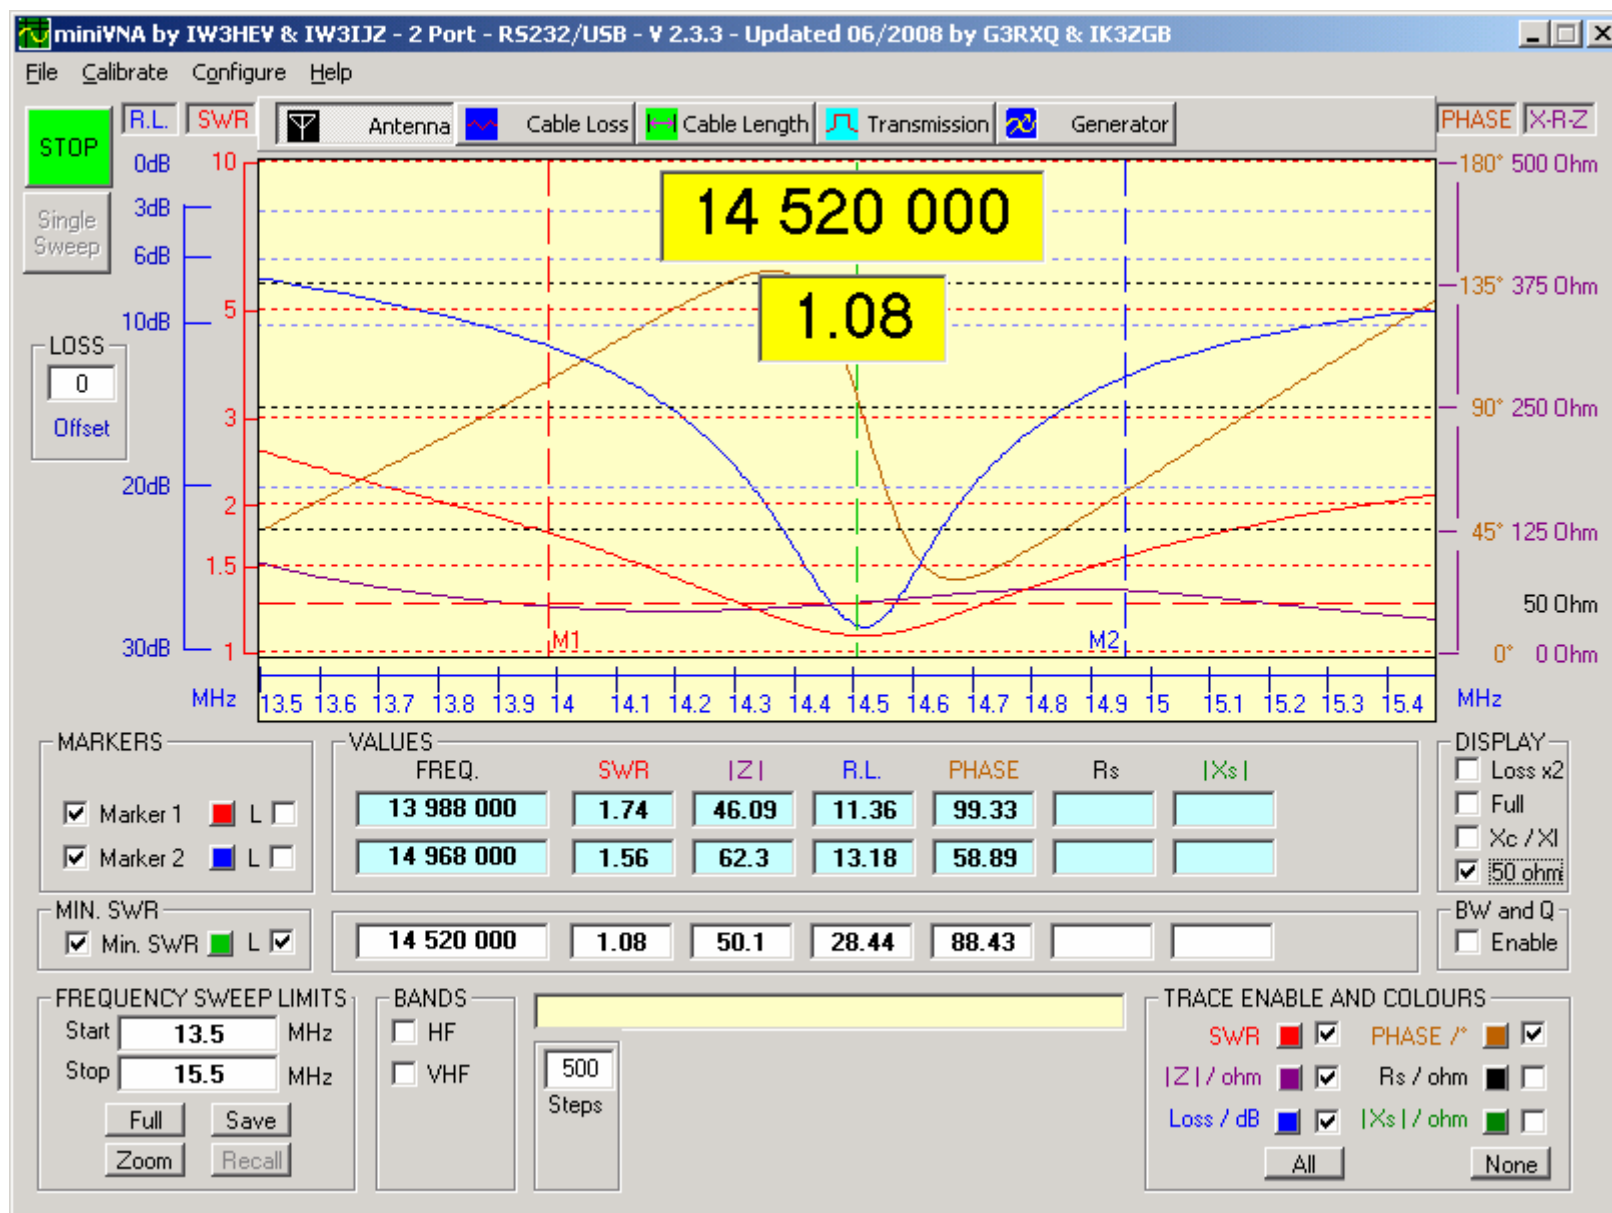 miniVNA by IW3HEV & IW3IJZ - 2 Port - RS232/USB - V 2.3.3 - Updated 06/2008 by G3RXQ & IK3ZGB
File Calibrate Configure Help
STOP R.L. SWR Antenna Cable Loss Cable Length Transmission Generator PHASE X-R-Z
0dB 10 180° 500 Ohm
Single Sweep
3dB
14 520 000
6dB
135° 375 Ohm
1.08
10dB 5
LOSS
0
Offset
3 90° 250 Ohm
20dB 2
45° 125 Ohm
1.5
50 Ohm
30dB 1 M1 M2 0° 0 Ohm
MHz 13.5 13.6 13.7 13.8 13.9 14 14.1 14.2 14.3 14.4 14.5 14.6 14.7 14.8 14.9 15 15.1 15.2 15.3 15.4 MHz
MARKERS VALUES DISPLAY
FREQ. SWR |Z| R.L. PHASE Rs |Xs| Loss x2
Marker 1 L 13 988 000 1.74 46.09 11.36 99.33 Full
Xc / Xl
Marker 2 L 14 968 000 1.56 62.3 13.18 58.89 50 ohm
MIN. SWR BW and Q
Min. SWR L 14 520 000 1.08 50.1 28.44 88.43 Enable
FREQUENCY SWEEP LIMITS BANDS TRACE ENABLE AND COLOURS
Start 13.5 MHz HF SWR PHASE /°
Stop 15.5 MHz VHF 500 |Z| / ohm Rs / ohm
Steps
Full Save Loss / dB |Xs| / ohm
Zoom Recall All None